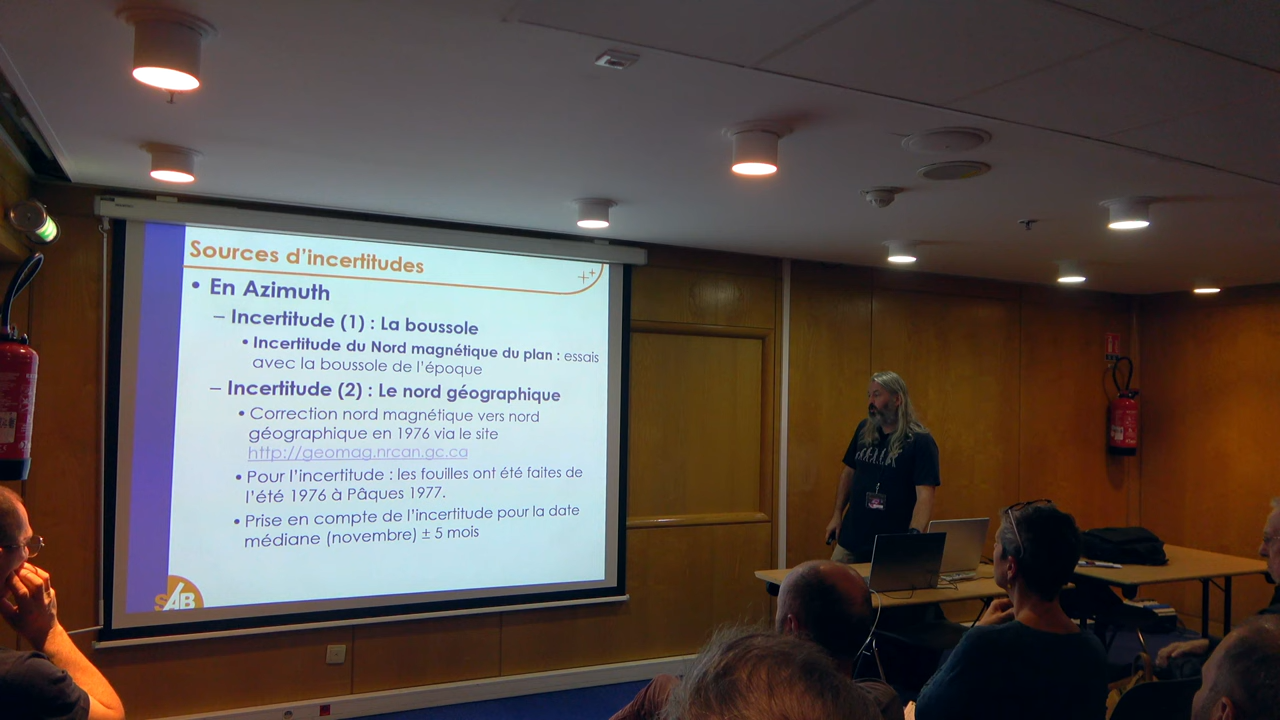 Sources d'incertitudes
• En Azimuth
– Incertitude (1) : La boussole
• Incertitude du Nord magnétique du plan : essais
avec la boussole de l'époque
– Incertitude (2) : Le nord géographique
• Correction nord magnétique vers nord
géographique en 1976 via le site
http://geomag.nrcan.gc.ca
• Pour l'incertitude : les fouilles ont été faites de
l'été 1976 à Pâques 1977.
• Prise en compte de l'incertitude pour la date
médiane (novembre) ± 5 mois
SAB